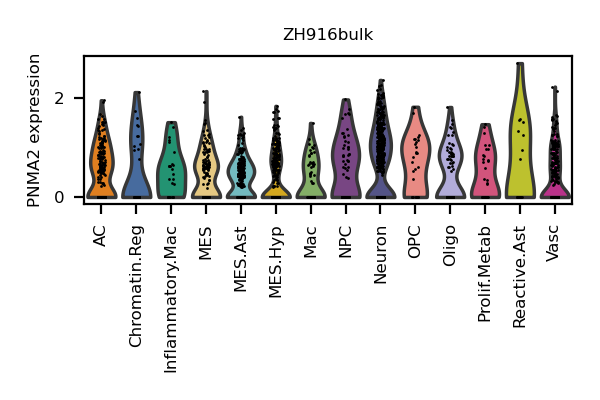 ZH916bulk
PNMA2 expression
2
0
AC
Chromatin.Reg
Inflammatory.Mac
MES
MES.Ast
MES.Hyp
Mac
NPC
Neuron
OPC
Oligo
Prolif.Metab
Reactive.Ast
Vasc